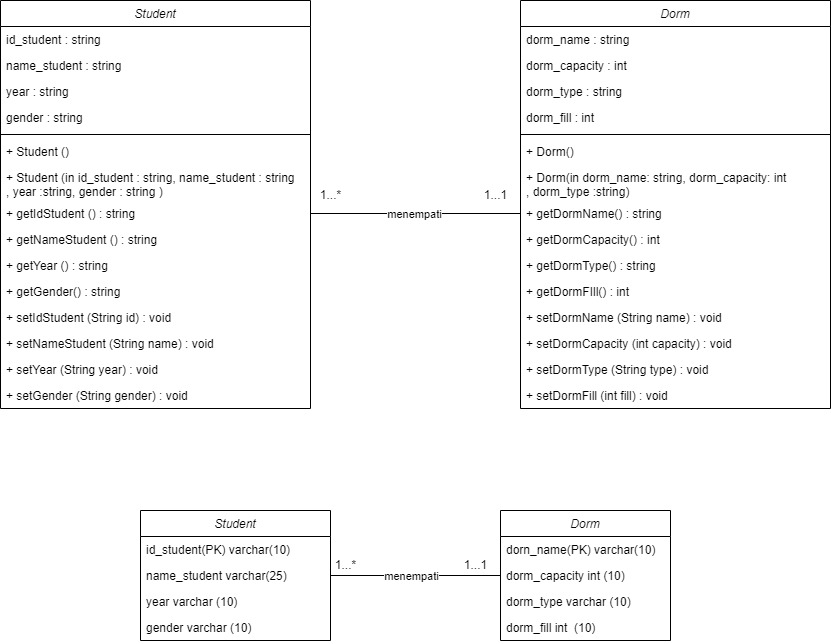 Student
id_student : string
name_student : string
year : string
gender : string
+ Student ()
+ Student (in id_student : string, name_student : string
, year :string, gender : string )
+ getIdStudent () : string
+ getNameStudent () : string
+ getYear () : string
+ getGender() : string
+ setIdStudent (String id) : void
+ setNameStudent (String name) : void
+ setYear (String year) : void
+ setGender (String gender) : void
1...*
menempati
1...1
Dorm
dorm_name : string
dorm_capacity : int
dorm_type : string
dorm_fill : int
+ Dorm()
+ Dorm(in dorm_name: string, dorm_capacity: int
, dorm_type :string)
+ getDormName() : string
+ getDormCapacity() : int
+ getDormType() : string
+ getDormFIll() : int
+ setDormName (String name) : void
+ setDormCapacity (int capacity) : void
+ setDormType (String type) : void
+ setDormFill (int fill) : void
Student
id_student(PK) varchar(10)
name_student varchar(25)
year varchar (10)
gender varchar (10)
1...*
menempati
1...1
Dorm
dorn_name(PK) varchar(10)
dorm_capacity int (10)
dorm_type varchar (10)
dorm_fill int (10)